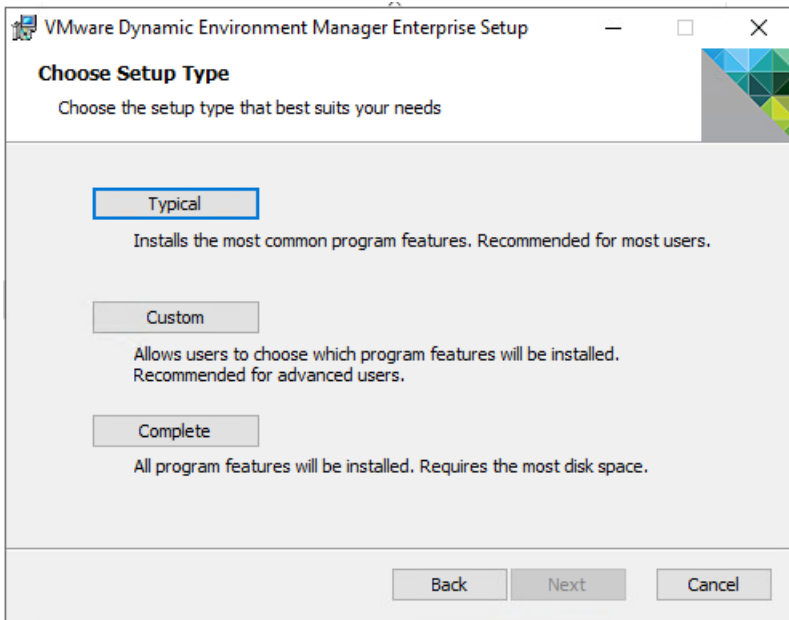 VMware Dynamic Environment Manager Enterprise Setup
Choose Setup Type
Choose the setup type that best suits your needs
Typical
Installs the most common program features. Recommended for most users.
Custom
Allows users to choose which program features will be installed.
Recommended for advanced users.
Complete
All program features will be installed. Requires the most disk space.
Back
Next
Cancel